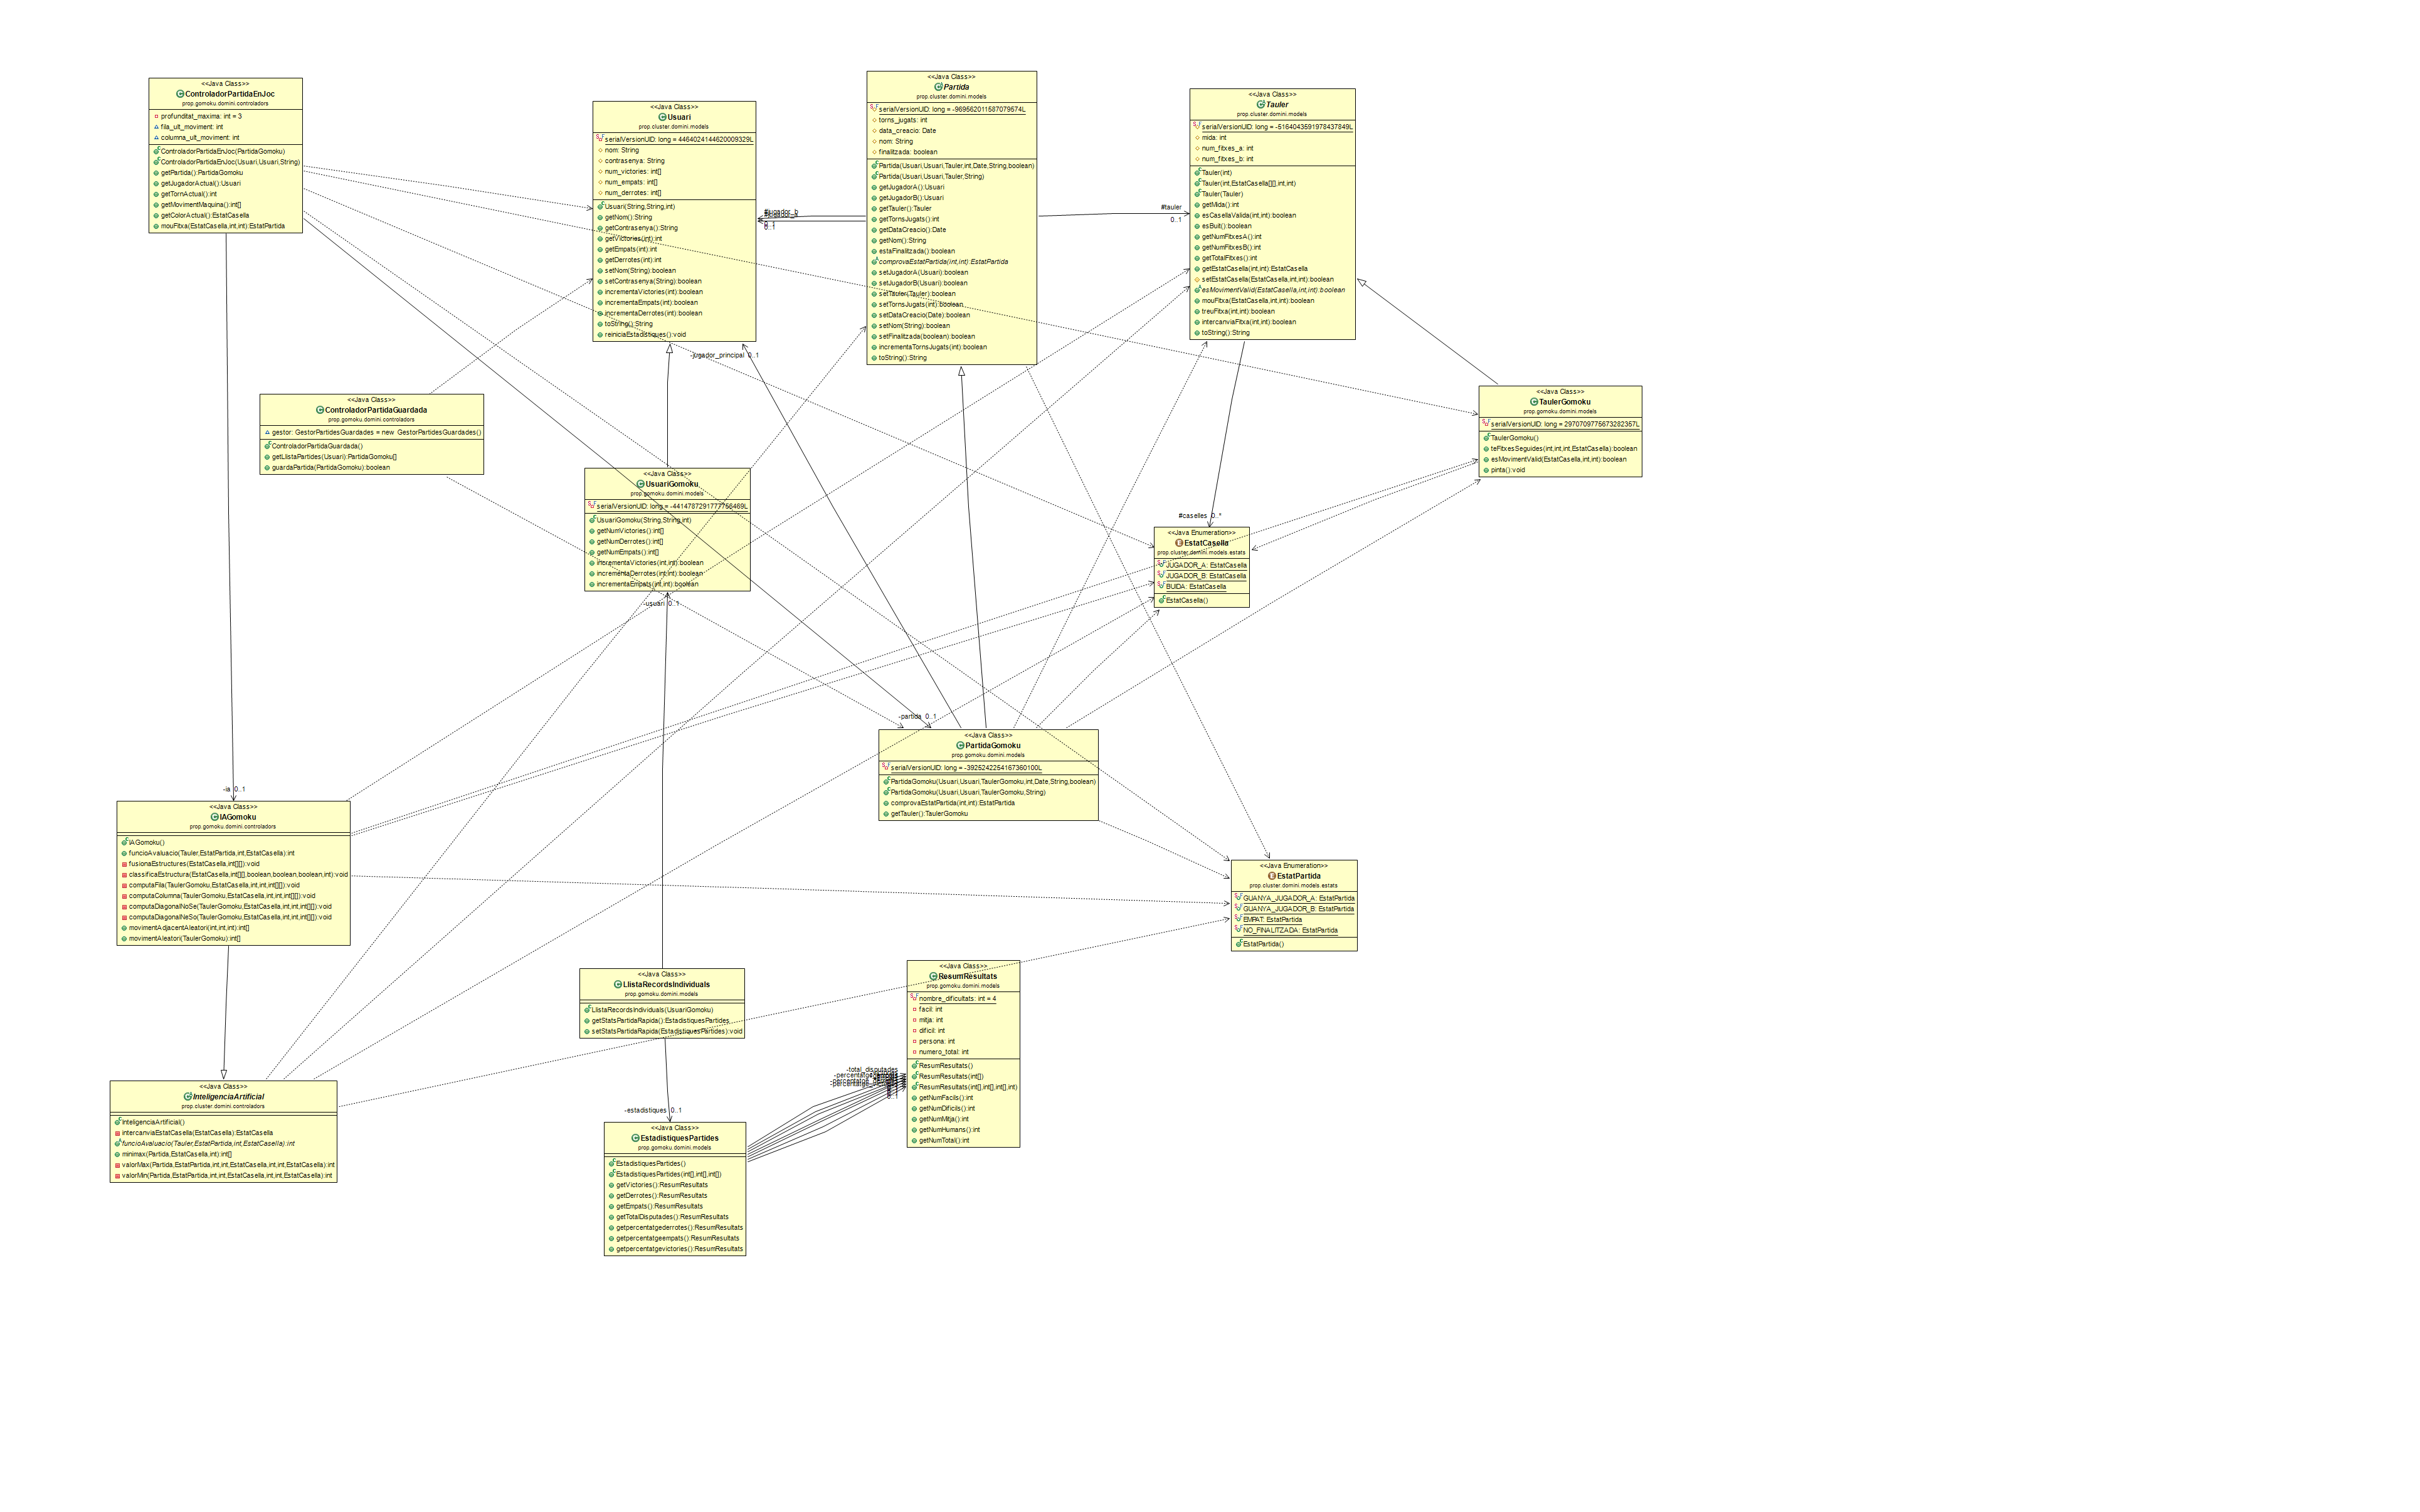 <<Java Class>>
ControladorPartidaEnJoc
prop.gomoku.domini.controladors
profunditat_maxima: int = 3
fila_ult_moviment: int
columna_ult_moviment: int
ControladorPartidaEnJoc(PartidaGomoku)
ControladorPartidaEnJoc(Usuari,Usuari,String)
getPartida():PartidaGomoku
getJugadorActual():Usuari
getTornActual():int
getMovimentMaquina():int[]
getColorActual():EstatCasella
mouFitxa(EstatCasella,int,int):EstatPartida
<<Java Class>>
Usuari
prop.cluster.domini.models
serialVersionUID: long = 4464024144620009329L
nom: String
contrasenya: String
num_victories: int[]
num_empats: int[]
num_derrotes: int[]
Usuari(String,String,int)
getNom():String
getContrasenya():String
getVictories(int):int
getEmpats(int):int
getDerrotes(int):int
setNom(String):boolean
setContrasenya(String):boolean
incrementaVictories(int):boolean
incrementaEmpats(int):boolean
incrementaDerrotes(int):boolean
toString():String
reiniciaEstadistiques():void
<<Java Class>>
Partida
prop.cluster.domini.models
serialVersionUID: long = -969562011587079574L
torns_jugats: int
data_creacio: Date
nom: String
finalitzada: boolean
Partida(Usuari,Usuari,Tauler,int,Date,String,boolean)
Partida(Usuari,Usuari,Tauler,String)
getJugadorA():Usuari
getJugadorB():Usuari
getTauler():Tauler
getTornsJugats():int
getDataCreacio():Date
getNom():String
estaFinalitzada():boolean
comprovaEstatPartida(int,int):EstatPartida
setJugadorA(Usuari):boolean
setJugadorB(Usuari):boolean
setTauler(Tauler):boolean
setTornsJugats(int):boolean
setDataCreacio(Date):boolean
setNom(String):boolean
setFinalitzada(boolean):boolean
incrementaTornsJugats(int):boolean
toString():String
<<Java Class>>
Tauler
prop.cluster.domini.models
serialVersionUID: long = -5164043591978437849L
mida: int
num_fitxes_a: int
num_fitxes_b: int
Tauler(int)
Tauler(int,EstatCasella[][],int,int)
Tauler(Tauler)
getMida():int
esCasellaValida(int,int):boolean
esBuit():boolean
getNumFitxesA():int
getNumFitxesB():int
getTotalFitxes():int
getEstatCasella(int,int):EstatCasella
setEstatCasella(EstatCasella,int,int):boolean
esMovimentValid(EstatCasella,int,int):boolean
mouFitxa(EstatCasella,int,int):boolean
treuFitxa(int,int):boolean
intercanviaFitxa(int,int):boolean
toString():String
#jugador_b
0..1
#tauler
0..1
-jugador_principal 0..1
<<Java Class>>
ControladorPartidaGuardada
prop.gomoku.domini.controladors
gestor: GestorPartidesGuardades = new GestorPartidesGuardades()
ControladorPartidaGuardada()
getLlistaPartides(Usuari):PartidaGomoku[]
guardaPartida(PartidaGomoku):boolean
<<Java Class>>
TaulerGomoku
prop.gomoku.domini.models
serialVersionUID: long = 2970709775673282357L
TaulerGomoku()
teFitxesSeguides(int,int,int,EstatCasella):boolean
esMovimentValid(EstatCasella,int,int):boolean
pinta():void
<<Java Class>>
UsuariGomoku
prop.gomoku.domini.models
serialVersionUID: long = -4414787291777756469L
UsuariGomoku(String,String,int)
getNumVictories():int[]
getNumDerrotes():int[]
getNumEmpats():int[]
incrementaVictories(int,int):boolean
incrementaDerrotes(int,int):boolean
incrementaEmpats(int,int):boolean
-usuari 0..1
#caselles 0..*
<<Java Enumeration>>
EstatCasella
prop.cluster.domini.models.estats
JUGADOR_A: EstatCasella
JUGADOR_B: EstatCasella
BUIDA: EstatCasella
EstatCasella()
-partida 0..1
<<Java Class>>
PartidaGomoku
prop.gomoku.domini.models
serialVersionUID: long = -3925242254167360100L
PartidaGomoku(Usuari,Usuari,TaulerGomoku,int,Date,String,boolean)
PartidaGomoku(Usuari,Usuari,TaulerGomoku,String)
comprovaEstatPartida(int,int):EstatPartida
getTauler():TaulerGomoku
-ia 0..1
<<Java Class>>
IAGomoku
prop.gomoku.domini.controladors
IAGomoku()
funcioAvaluacio(Tauler,EstatPartida,int,EstatCasella):int
fusionaEstructures(EstatCasella,int[][]):void
classificaEstructura(EstatCasella,int[][],boolean,boolean,boolean,int):void
computaFila(TaulerGomoku,EstatCasella,int,int,int[][]):void
computaColumna(TaulerGomoku,EstatCasella,int,int,int[][]):void
computaDiagonalNoSe(TaulerGomoku,EstatCasella,int,int,int[][]):void
computaDiagonalNeSo(TaulerGomoku,EstatCasella,int,int,int[][]):void
movimentAdjacentAleatori(int,int,int):int[]
movimentAleatori(TaulerGomoku):int[]
<<Java Enumeration>>
EstatPartida
prop.cluster.domini.models.estats
GUANYA_JUGADOR_A: EstatPartida
GUANYA_JUGADOR_B: EstatPartida
EMPAT: EstatPartida
NO_FINALITZADA: EstatPartida
EstatPartida()
<<Java Class>>
LlistaRecordsIndividuals
prop.gomoku.domini.models
LlistaRecordsIndividuals(UsuariGomoku)
getStatsPartidaRapida():EstadistiquesPartides
setStatsPartidaRapida(EstadistiquesPartides):void
<<Java Class>>
ResumResultats
prop.gomoku.domini.models
nombre_dificultats: int = 4
facil: int
mitja: int
dificil: int
persona: int
numero_total: int
ResumResultats()
ResumResultats(int[])
ResumResultats(int[],int[],int[],int)
getNumFacils():int
getNumDificils():int
getNumMitja():int
getNumHumans():int
getNumTotal():int
-total_disputades
0..1
<<Java Class>>
InteligenciaArtificial
prop.cluster.domini.controladors
InteligenciaArtificial()
intercanviaEstatCasella(EstatCasella):EstatCasella
funcioAvaluacio(Tauler,EstatPartida,int,EstatCasella):int
minimax(Partida,EstatCasella,int):int[]
valorMax(Partida,EstatPartida,int,int,EstatCasella,int,int,EstatCasella):int
valorMin(Partida,EstatPartida,int,int,EstatCasella,int,int,EstatCasella):int
-estadistiques 0..1
<<Java Class>>
EstadistiquesPartides
prop.gomoku.domini.models
EstadistiquesPartides()
EstadistiquesPartides(int[],int[],int[])
getVictories():ResumResultats
getDerrotes():ResumResultats
getEmpats():ResumResultats
getTotalDisputades():ResumResultats
getpercentatgederrotes():ResumResultats
getpercentatgeempats():ResumResultats
getpercentatgevictories():ResumResultats